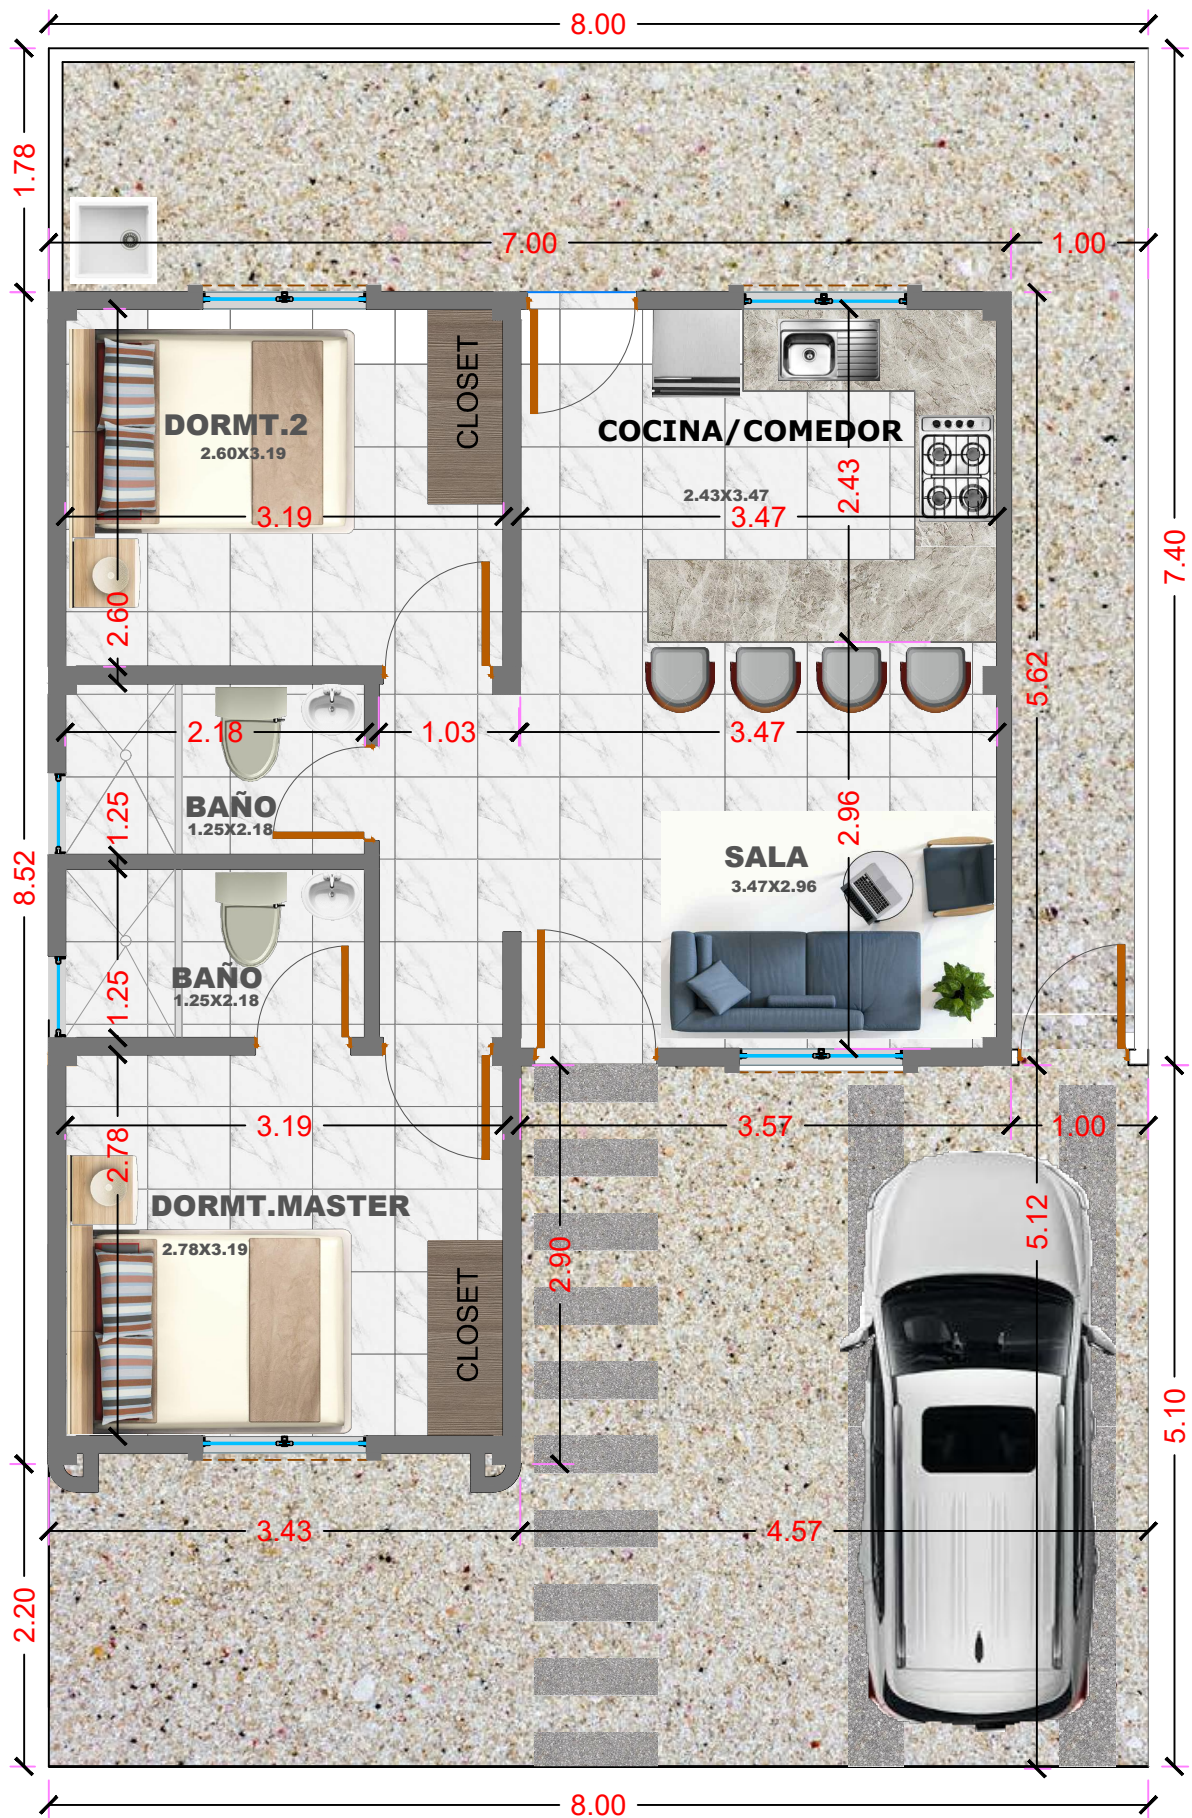 8.00
1.78
7.00
1.00
CLOSET
DORMT.2
2.60X3.19
COCINA/COMEDOR
2.43
2.43X3.47
3.19
3.47
7.40
2.60
5.62
2.18
1.03
3.47
BAÑO
1.25X2.18
1.25
2.96
SALA
3.47X2.96
8.52
BAÑO
1.25X2.18
1.25
3.19
3.57
1.00
2.78
DORMT.MASTER
2.78X3.19
5.12
2.90
CLOSET
5.10
3.43
4.57
2.20
8.00